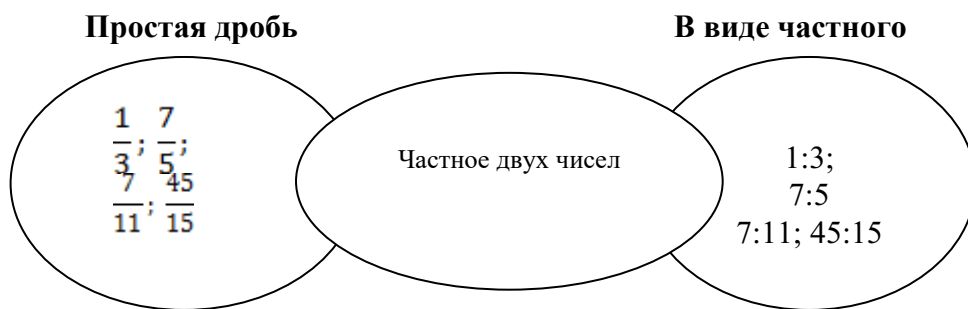 Простая дробь
В виде частного
1/3; 7/5;
7/11; 45/15
Частное двух чисел
1:3;
7:5
7:11; 45:15